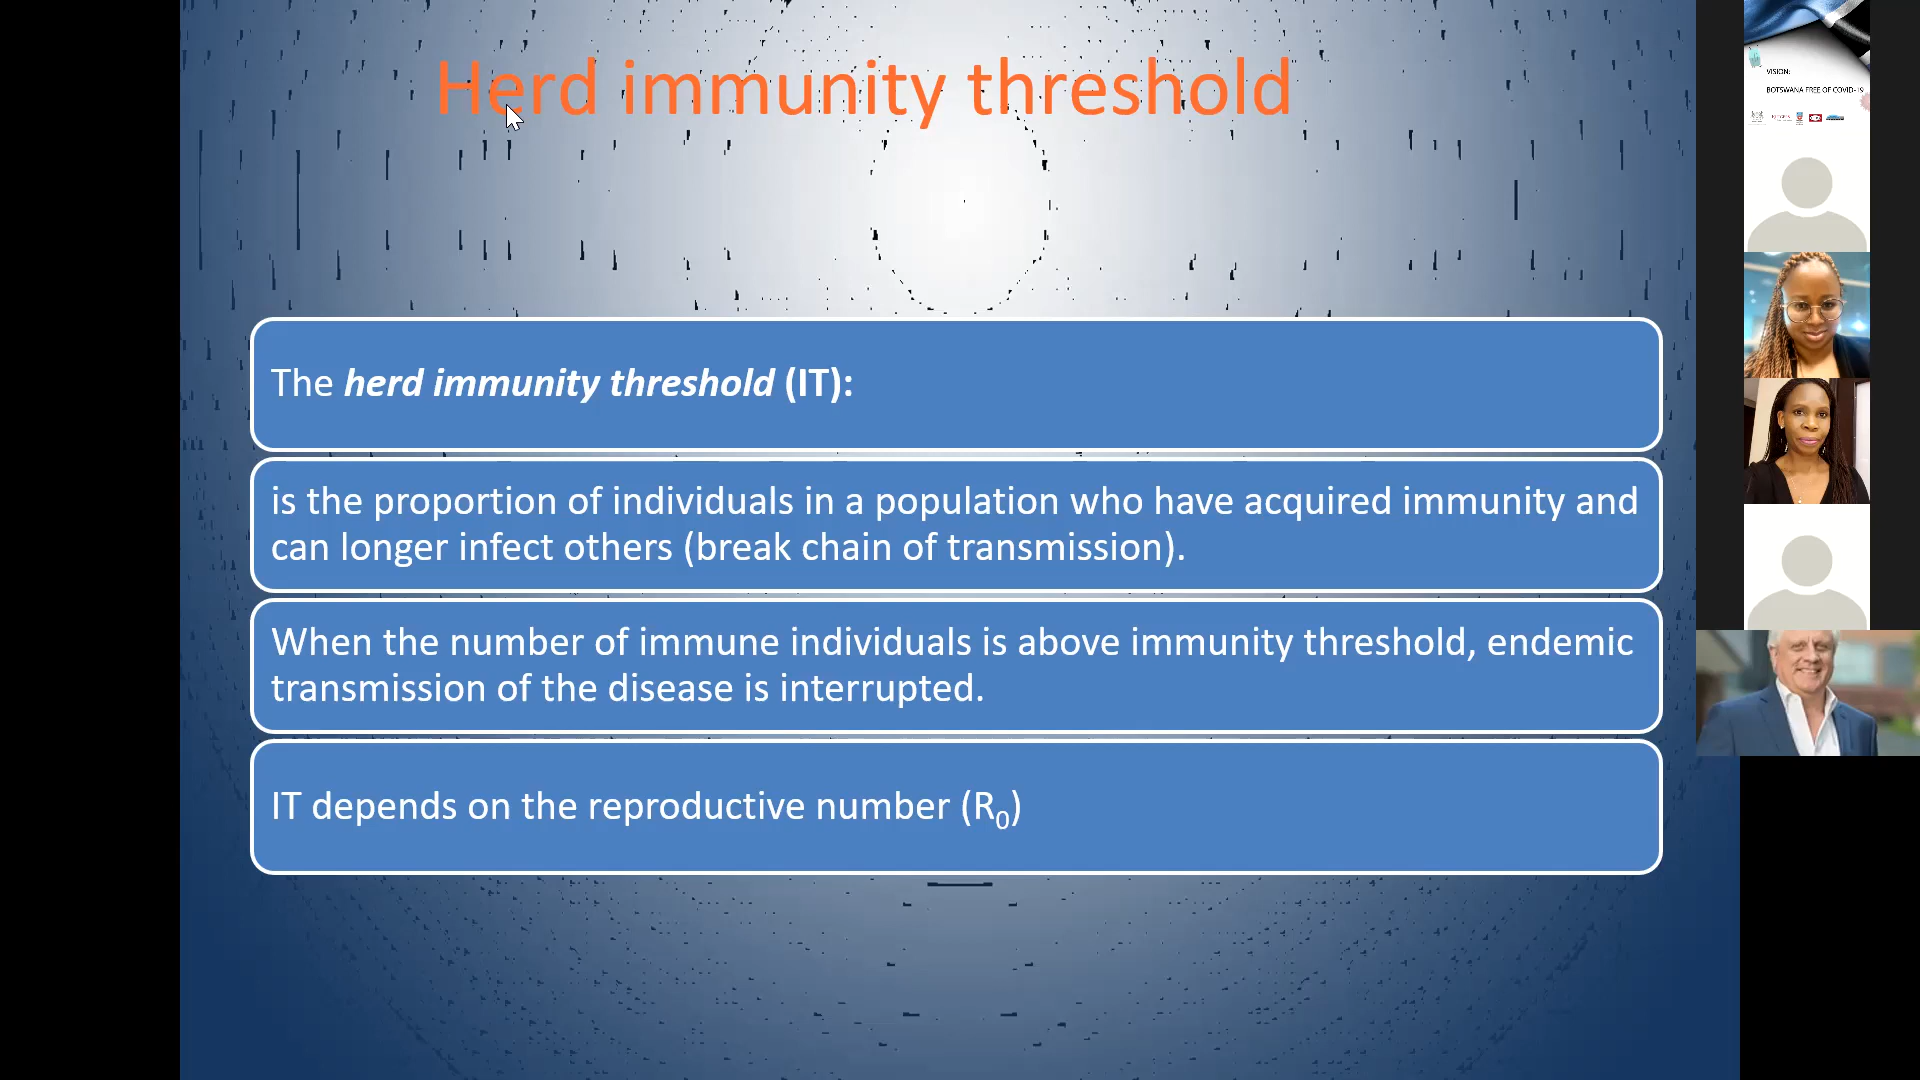 Herd immunity threshold
The herd immunity threshold (IT):
is the proportion of individuals in a population who have acquired immunity and
can longer infect others (break chain of transmission).
When the number of immune individuals is above immunity threshold, endemic
transmission of the disease is interrupted.
IT depends on the reproductive number (R₀)
VISION:
BOTSWANA FREE OF COVID-19